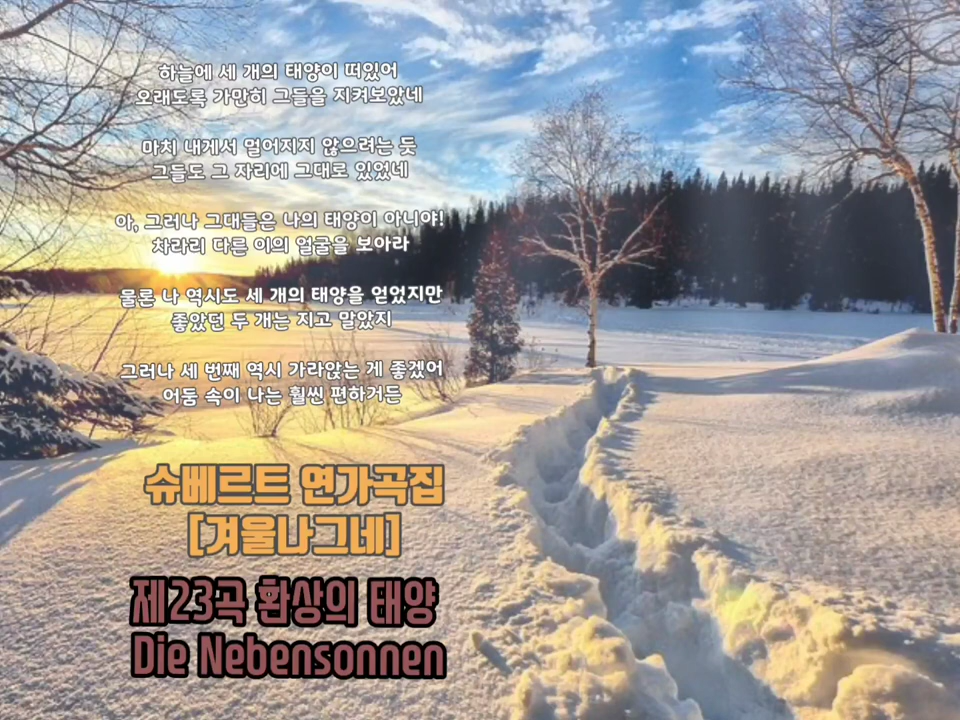 하늘에 세 개의 태양이 떠있어
오래도록 가만히 그들을 지켜보았네
마치 내게서 멀어지지 않으려는 듯
그들도 그 자리에 그대로 있었네
아, 그러나 그대들은 나의 태양이 아니야!
차라리 다른 이의 얼굴을 보아라
물론 나 역시도 세 개의 태양을 얻었지만
좋았던 두 개는 지고 말았지
그러나 세 번째 역시 가라앉는 게 좋겠어
어둠 속이 나는 훨씬 편하거든
슈베르트 연가곡집
[겨울나그네]
제23곡 환상의 태양
Die Nebensonnen